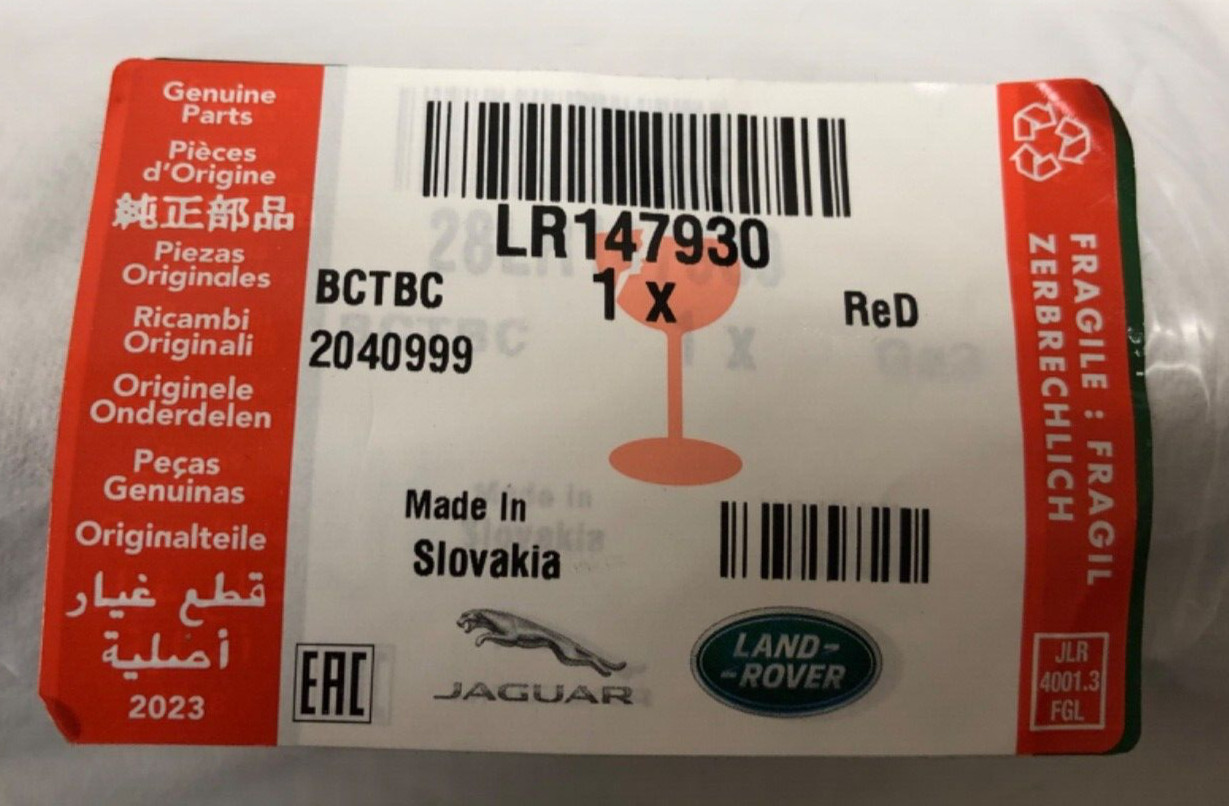 Genuine
Parts
Pièces
d'Origine
純正部品
Piezas
Originales
Ricambi
Originali
Originele
Onderdelen
Peças
Genuinas
Originalteile
قطع غيار
أصلية
2023
LR147930
BCTBC
1 x
ReD
2040999
Made In
Slovakia
EAC
JAGUAR
LAND-
-ROVER
FRAGILE : FRAGIL
ZERBRECHLICH
JLR
4001.3
FGL